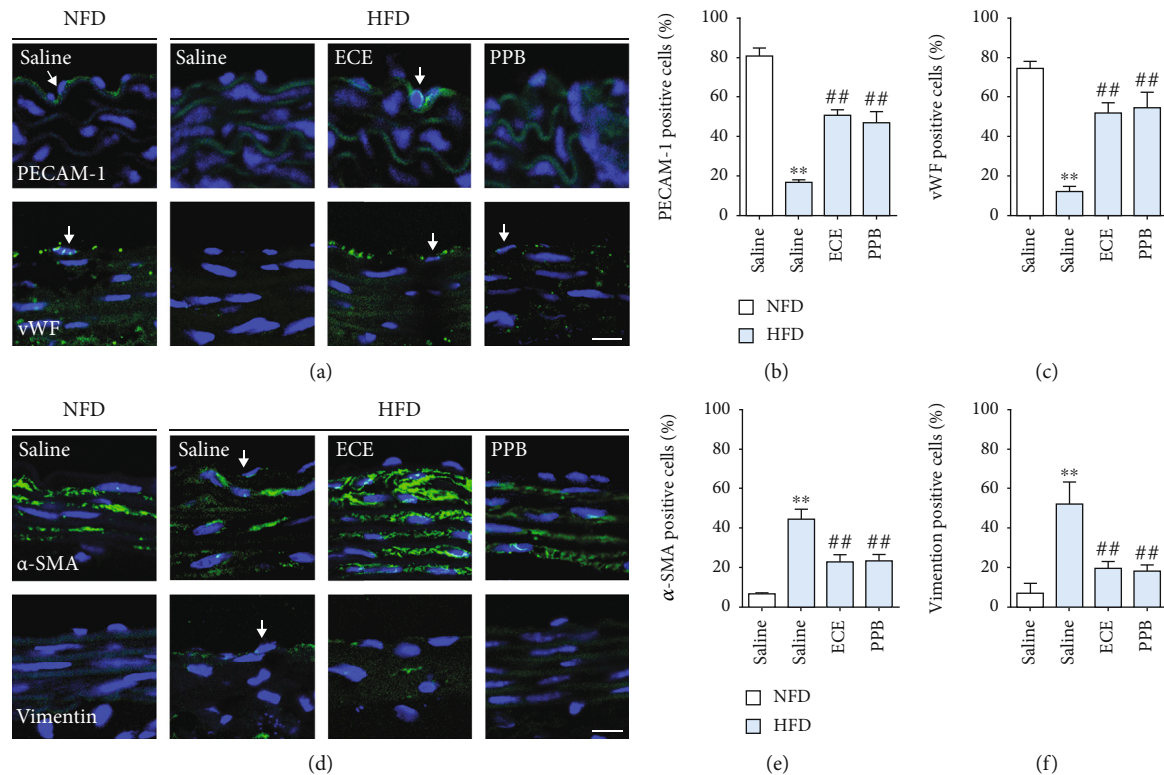 NFD
HFD
Saline
Saline
ECE
PPB
PECAM-1
vWF
(a)
PECAM-1 positive cells (%)
100
80
60
40
20
0
**
##
##
Saline
Saline
ECE
PPB
NFD
HFD
(b)
vWF positive cells (%)
100
80
60
40
20
0
**
##
##
Saline
Saline
ECE
PPB
(c)
NFD
HFD
Saline
Saline
ECE
PPB
α-SMA
Vimentin
(d)
α-SMA positive cells (%)
100
80
60
40
20
0
**
##
##
Saline
Saline
ECE
PPB
NFD
HFD
(e)
Vimention positive cells (%)
100
80
60
40
20
0
**
##
##
Saline
Saline
ECE
PPB
(f)